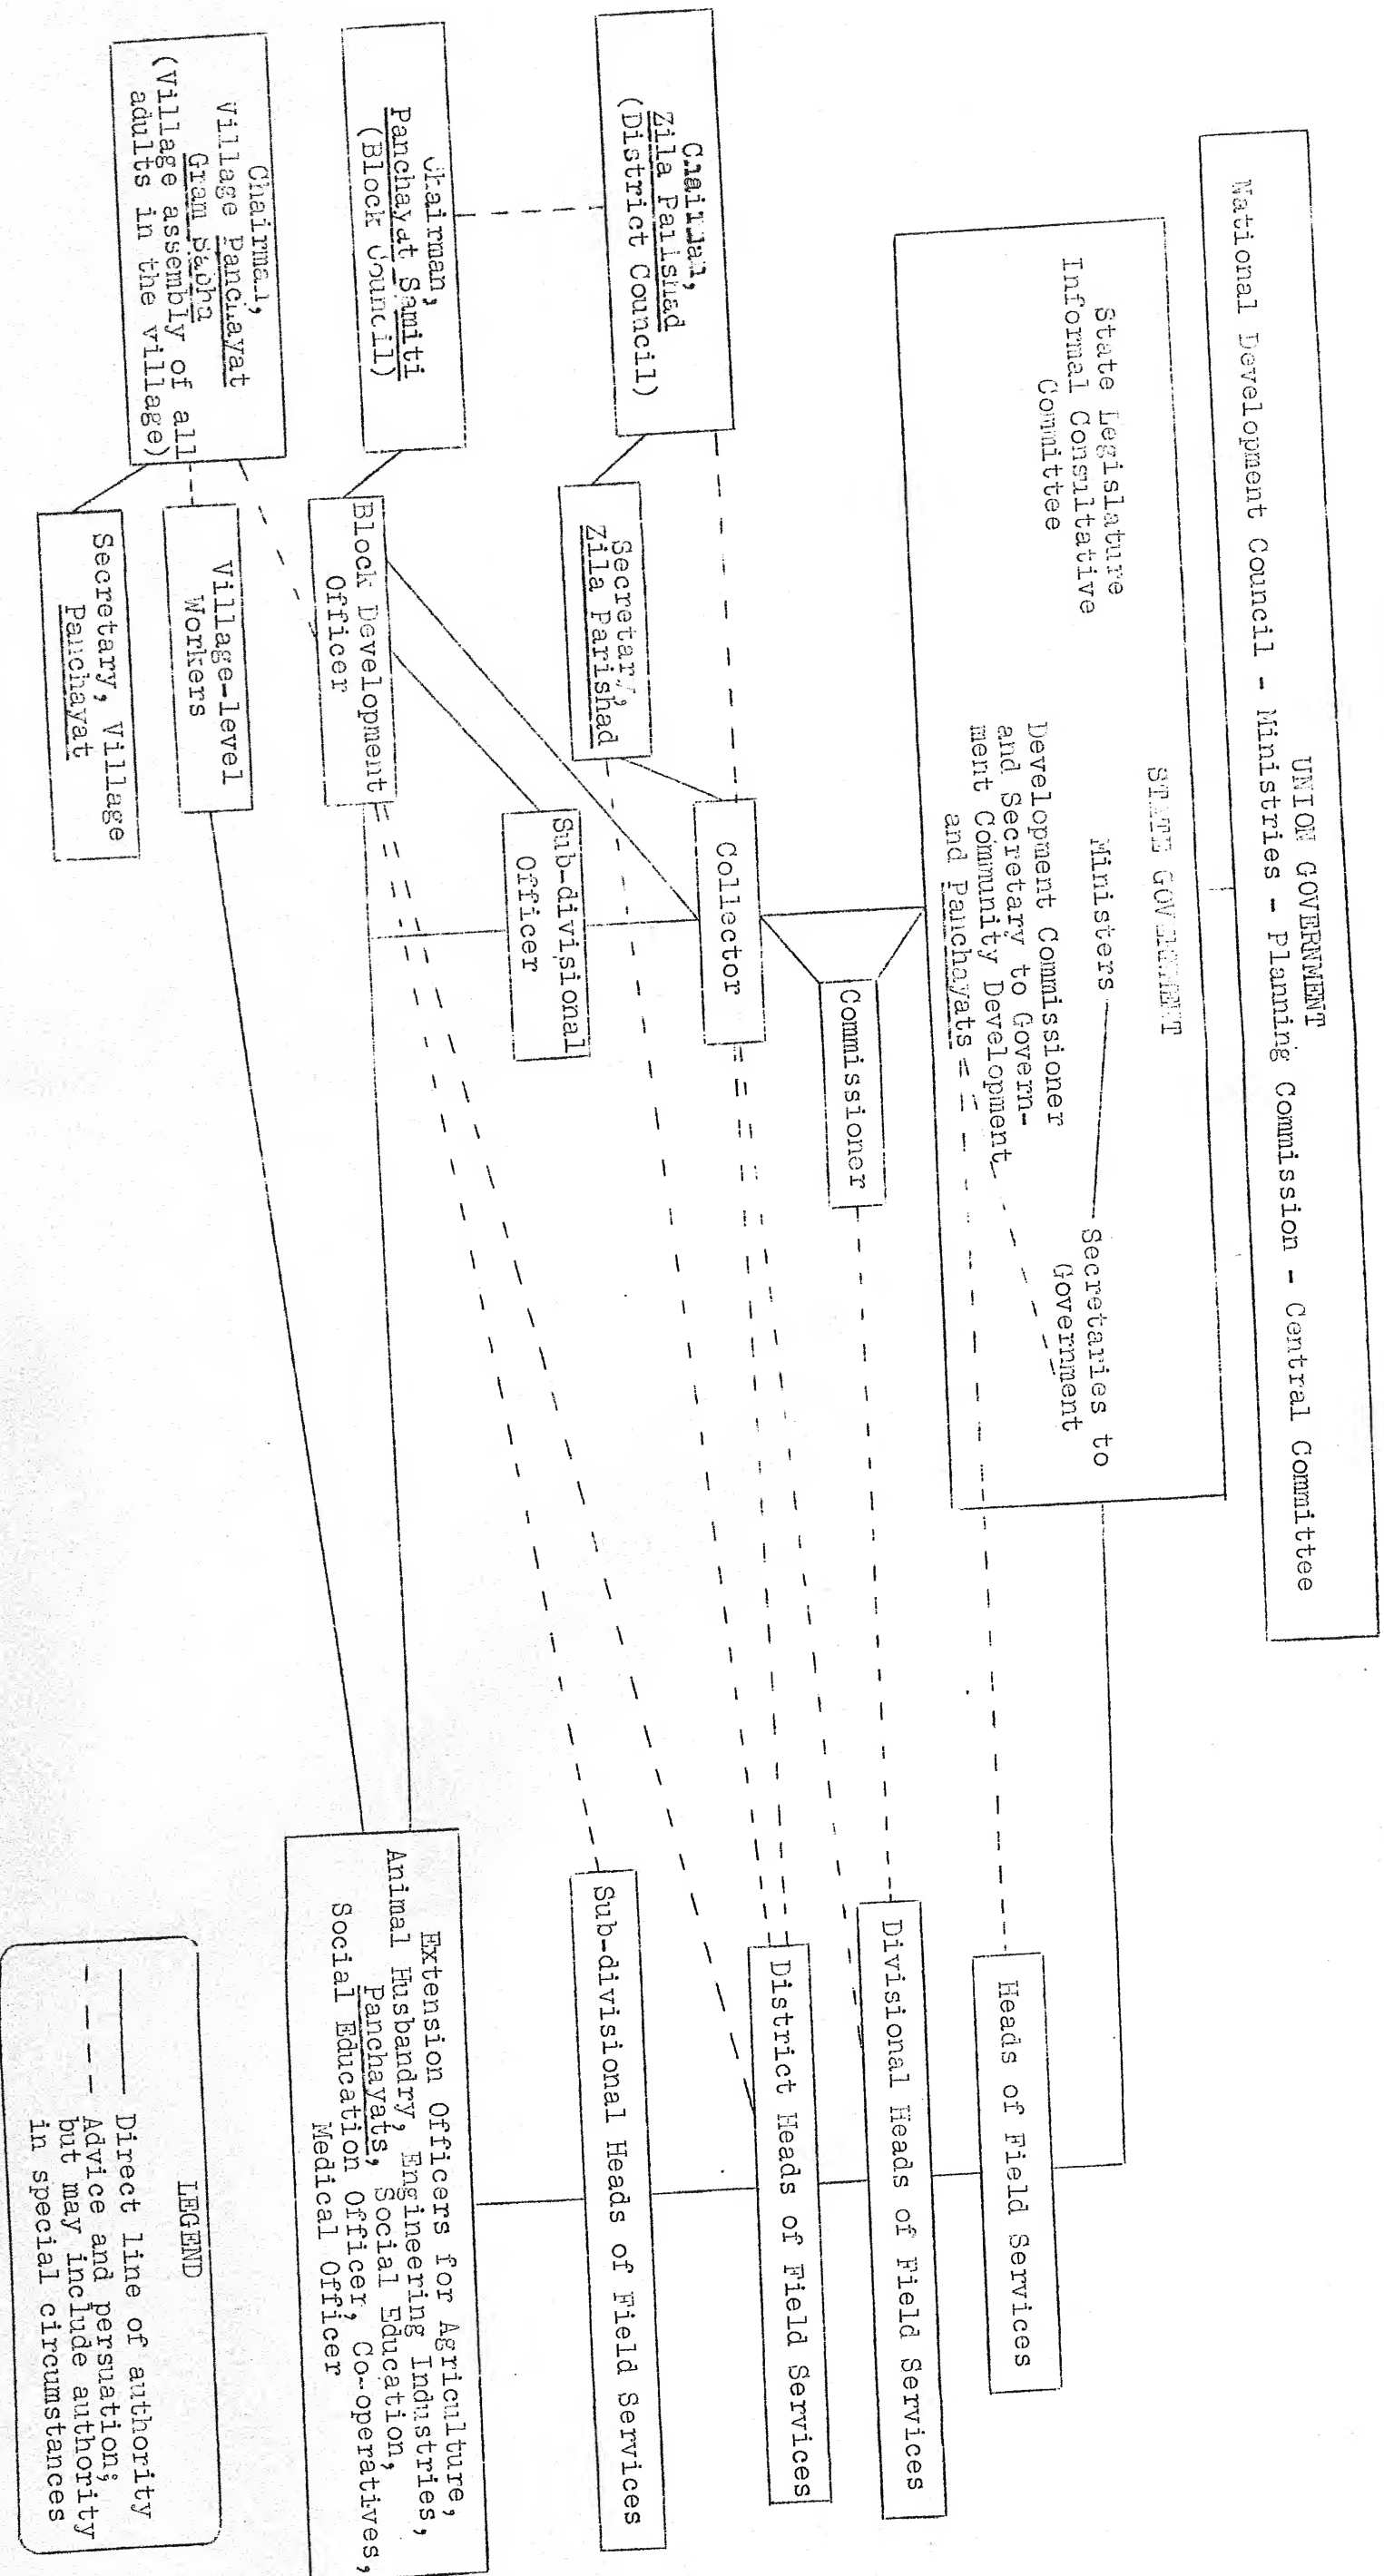 UNION GOVERNMENT
National Development Council - Ministries - Planning Commission - Central Committee
STATE GOVERNMENT
State Legislature
Informal Consultative
Committee
Ministers
Secretaries to
Government
Development Commissioner
and Secretary to Govern-
ment Community Development
and Panchayats
Commissioner
Chairman,
Zila Parishad
(District Council)
Secretary,
Zila Parishad
Collector
Sub-divisional
Officer
Chairman,
Panchayat Samiti
(Block Council)
Block Development
Officer
Chairman,
Village Panchayat
Gram Sabha
(Village assembly of all
adults in the village)
Village-level
Workers
Secretary, Village
Panchayat
Heads of Field Services
Divisional Heads of Field Services
District Heads of Field Services
Sub-divisional Heads of Field Services
Extension Officers for Agriculture,
Animal Husbandry, Engineering Industries,
Panchayats, Social Education,
Social Education Officer, Co-operatives,
Medical Officer
LEGEND
Direct line of authority
Advice and persuation;
but may include authority
in special circumstances